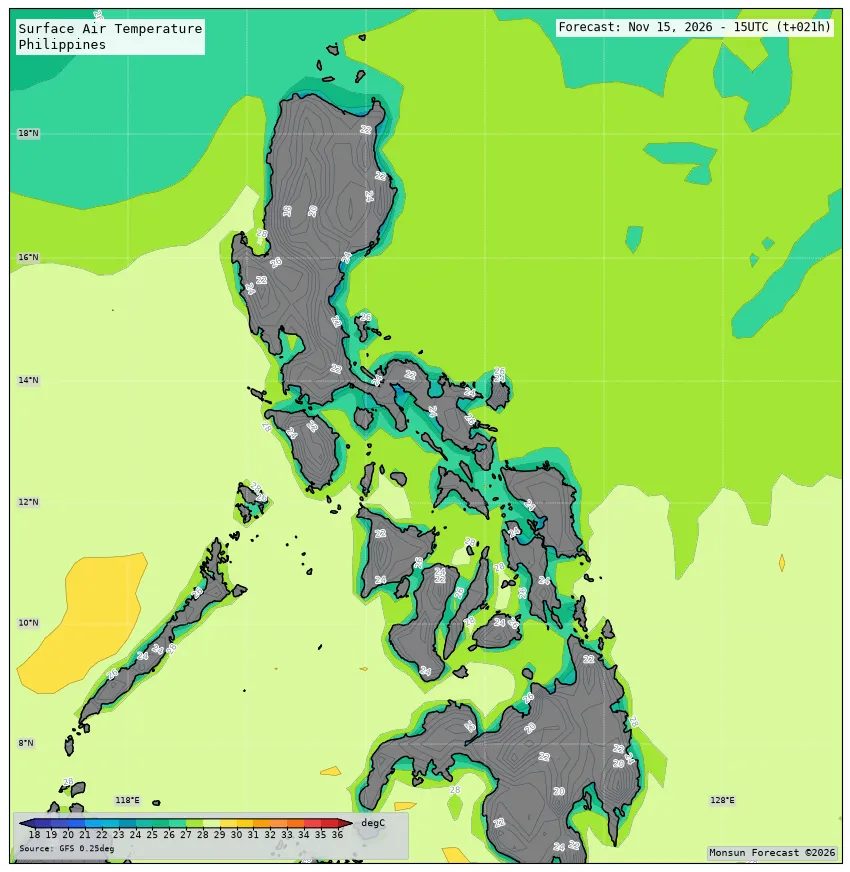 Surface Air Temperature
Philippines
Forecast: Nov 15, 2026 - 15UTC (t+021h)
18°N
16°N
14°N
12°N
10°N
8°N
118°E
128°E
18 19 20 21 22 23 24 25 26 27 28 29 30 31 32 33 34 35 36
degC
Source: GFS 0.25deg
Monsun Forecast ©2026